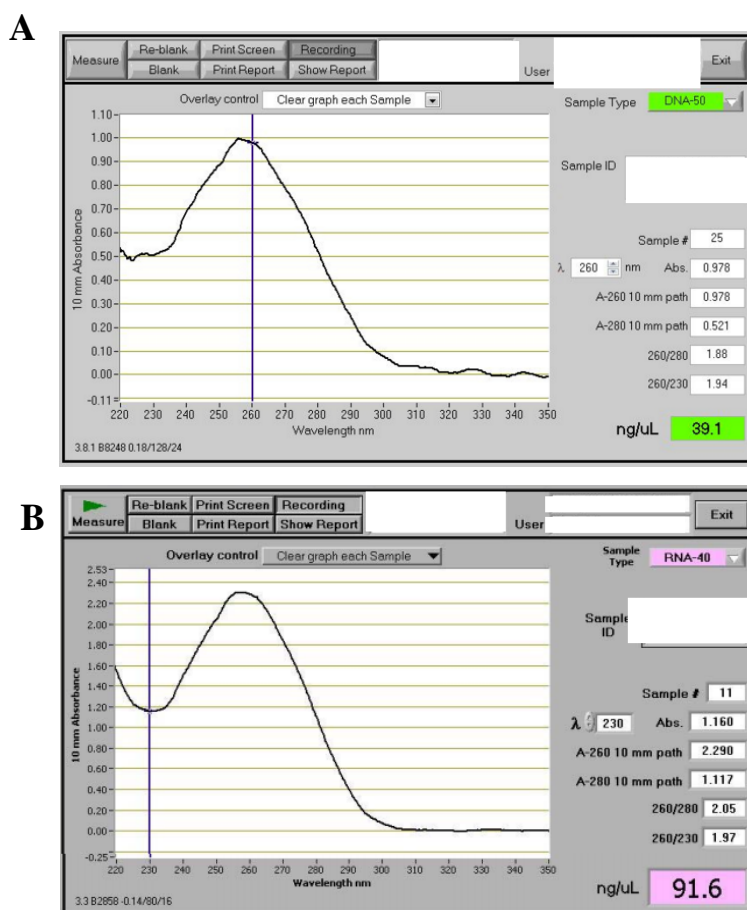 A
Measure Re-blank Print Screen Recording
Blank Print Report Show Report User Exit
Overlay control Clear graph each Sample Sample Type DNA-50
1.10
1.00
0.90
0.80
0.70
0.60
0.50
0.40
0.30
0.20
0.10
0.00
-0.11
10 mm Absorbance
220 230 240 250 260 270 280 290 300 310 320 330 340 350
Wavelength nm
3.8.1 B8248 0.18/128/24
Sample ID
Sample # 25
λ 260 nm Abs. 0.978
A-260 10 mm path 0.978
A-280 10 mm path 0.521
260/280 1.88
260/230 1.94
ng/uL 39.1
B
Measure Re-blank Print Screen Recording
Blank Print Report Show Report User Exit
Overlay control Clear graph each Sample Sample Type RNA-40
2.53
2.40
2.20
2.00
1.80
1.60
1.40
1.20
1.00
0.80
0.60
0.40
0.20
0.00
-0.25
10 mm Absorbance
220 230 240 250 260 270 280 290 300 310 320 330 340 350
Wavelength nm
3.3 B2858 -0.14/80/16
Sample
ID
Sample # 11
λ 230 Abs. 1.160
A-260 10 mm path 2.290
A-280 10 mm path 1.117
260/280 2.05
260/230 1.97
ng/uL 91.6